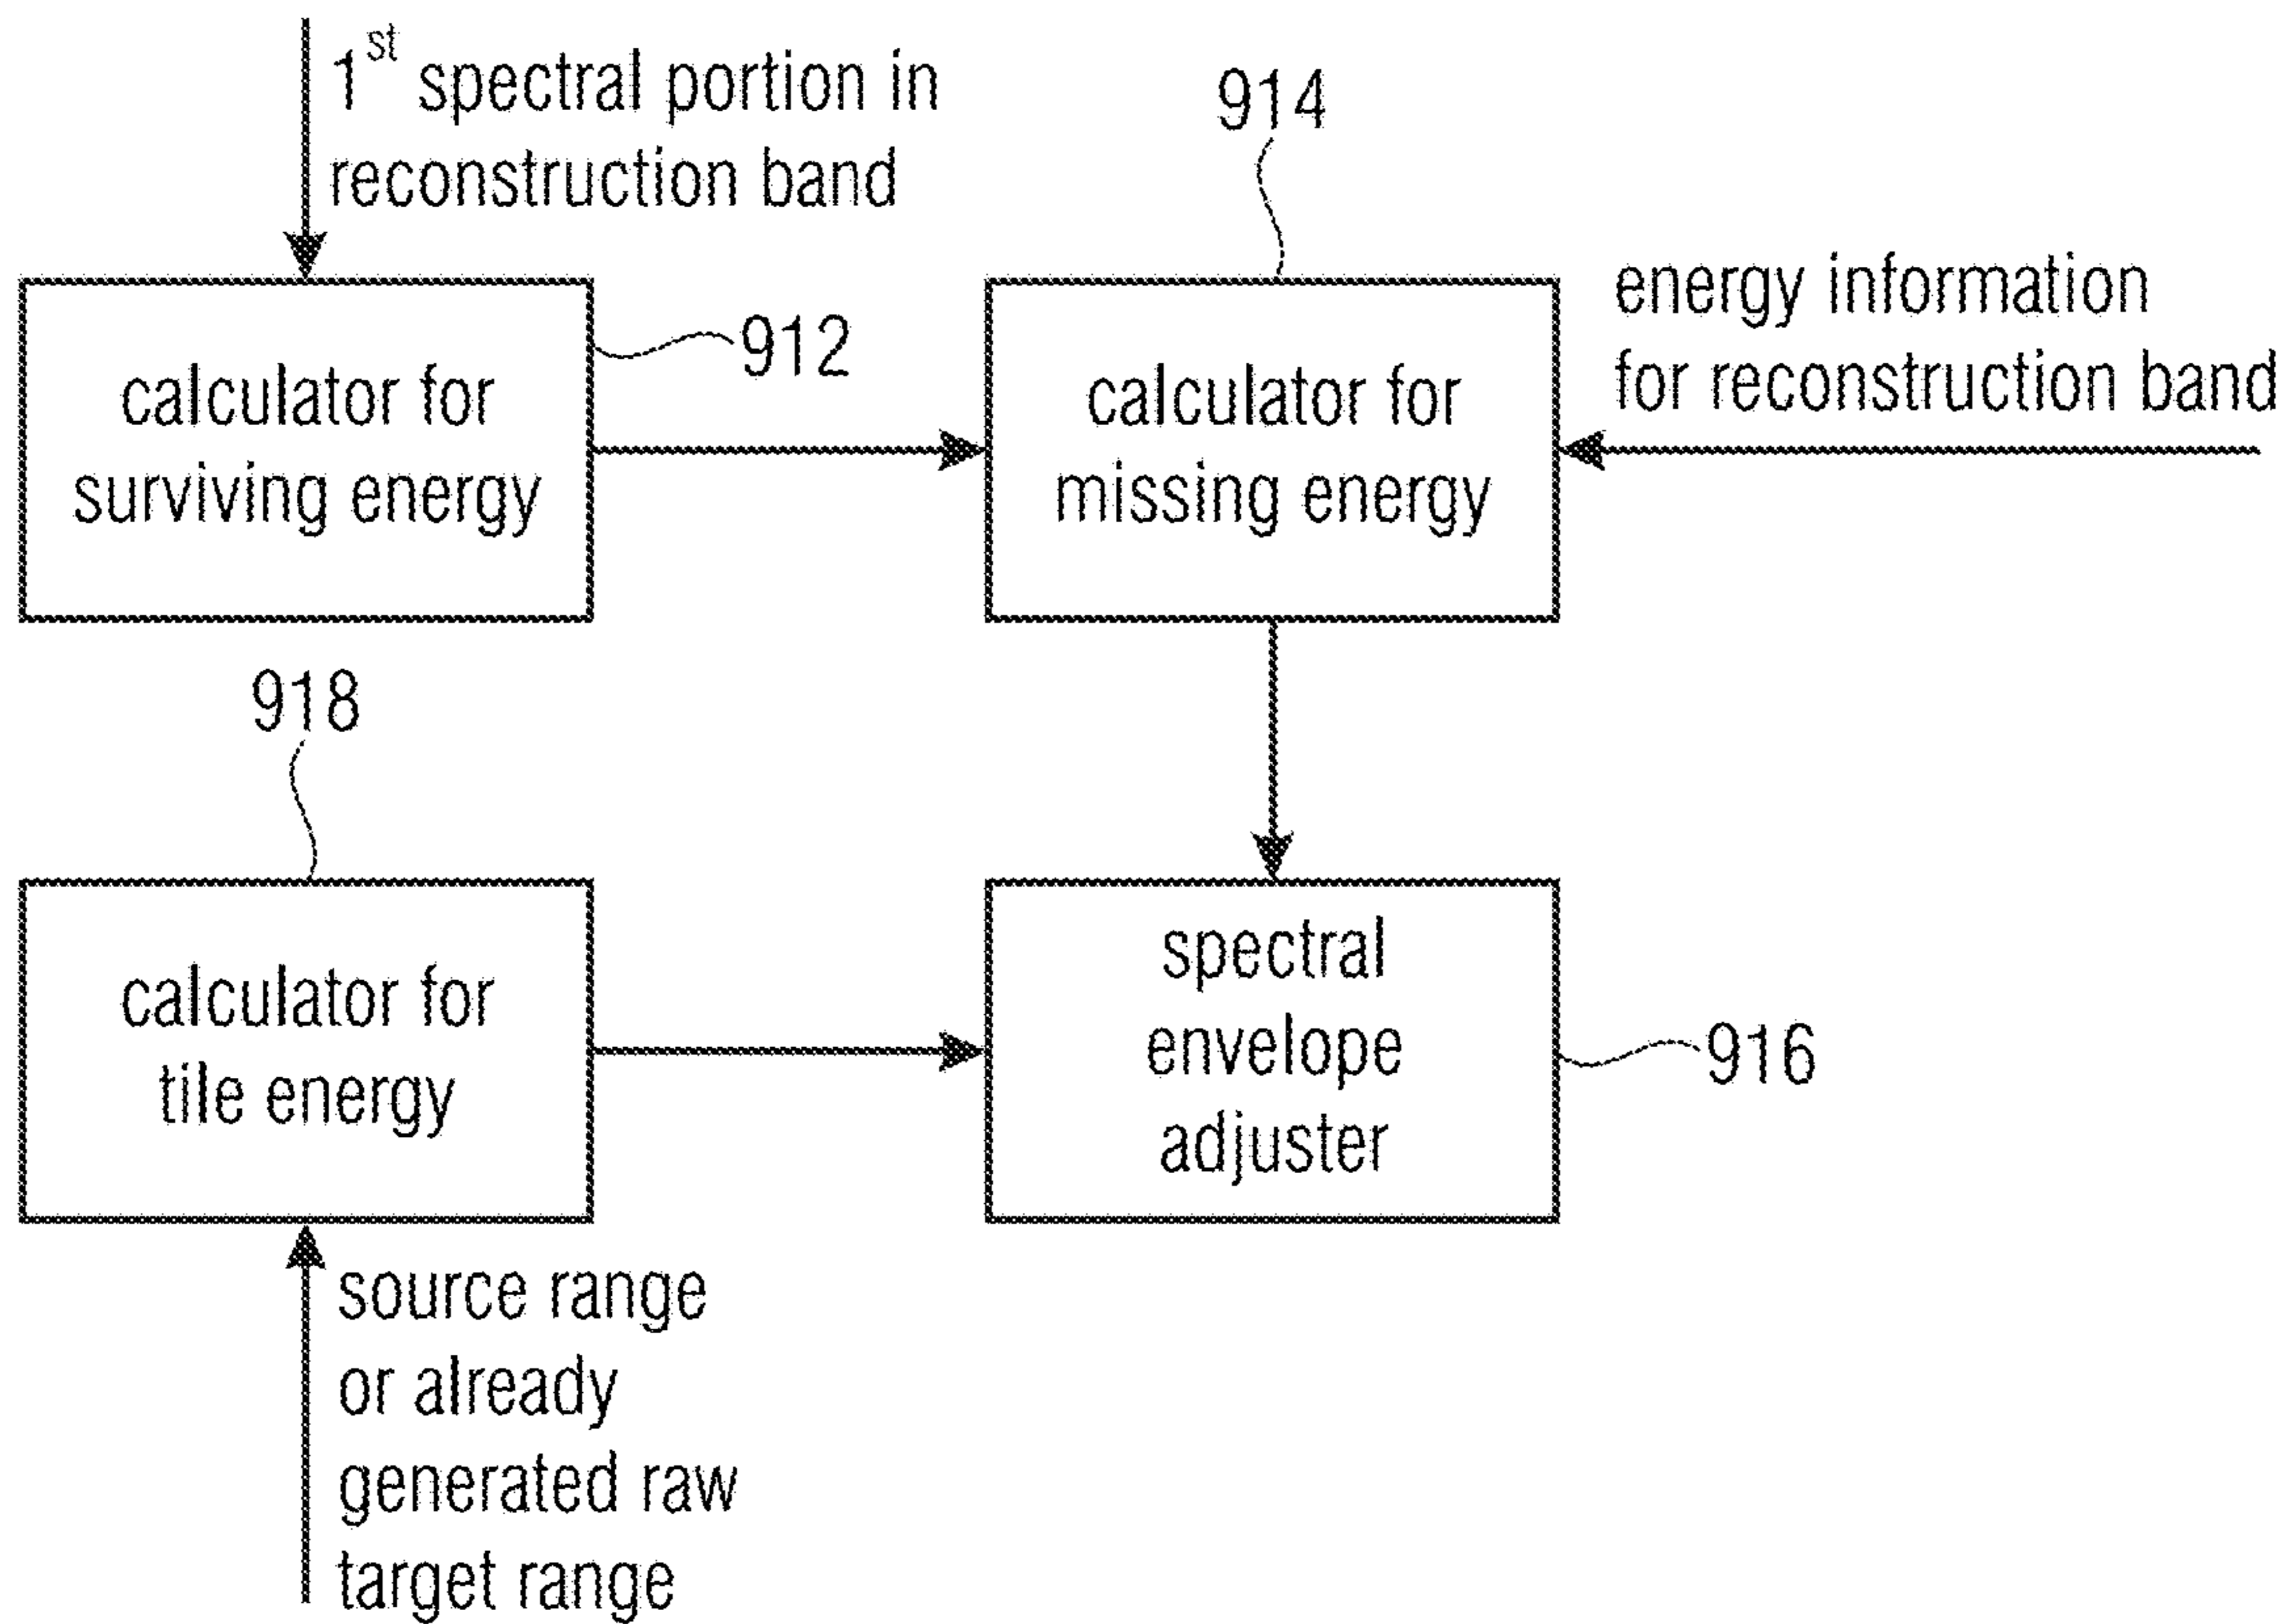 1st spectral portion in
reconstruction band
914
energy information
for reconstruction band
912
calculator for
surviving energy
calculator for
missing energy
918
calculator for
tile energy
spectral
envelope
adjuster
916
source range
or already
generated raw
target range